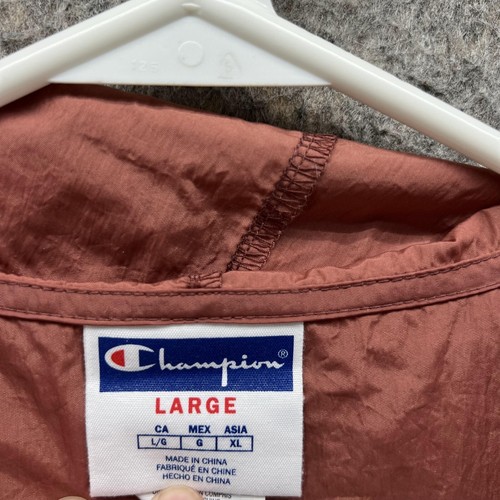 Champion®
LARGE
CA MEX ASIA
L/G G XL
MADE IN CHINA
FABRIQUÉ EN CHINE
HECHO EN CHINA